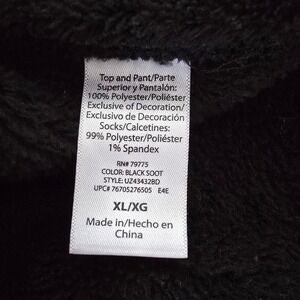 Top and Pant/Parte
Superior y Pantalón:
100% Polyester/Poliéster
Exclusive of Decoration/
Exclusivo de Decoración
Socks/Calcetines:
99% Polyester/Poliéster
1% Spandex
RN# 79775
COLOR: BLACK SOOT
STYLE: UZ43432BD
UPC# 76705276505 E4E
XL/XG
Made in/Hecho en
China